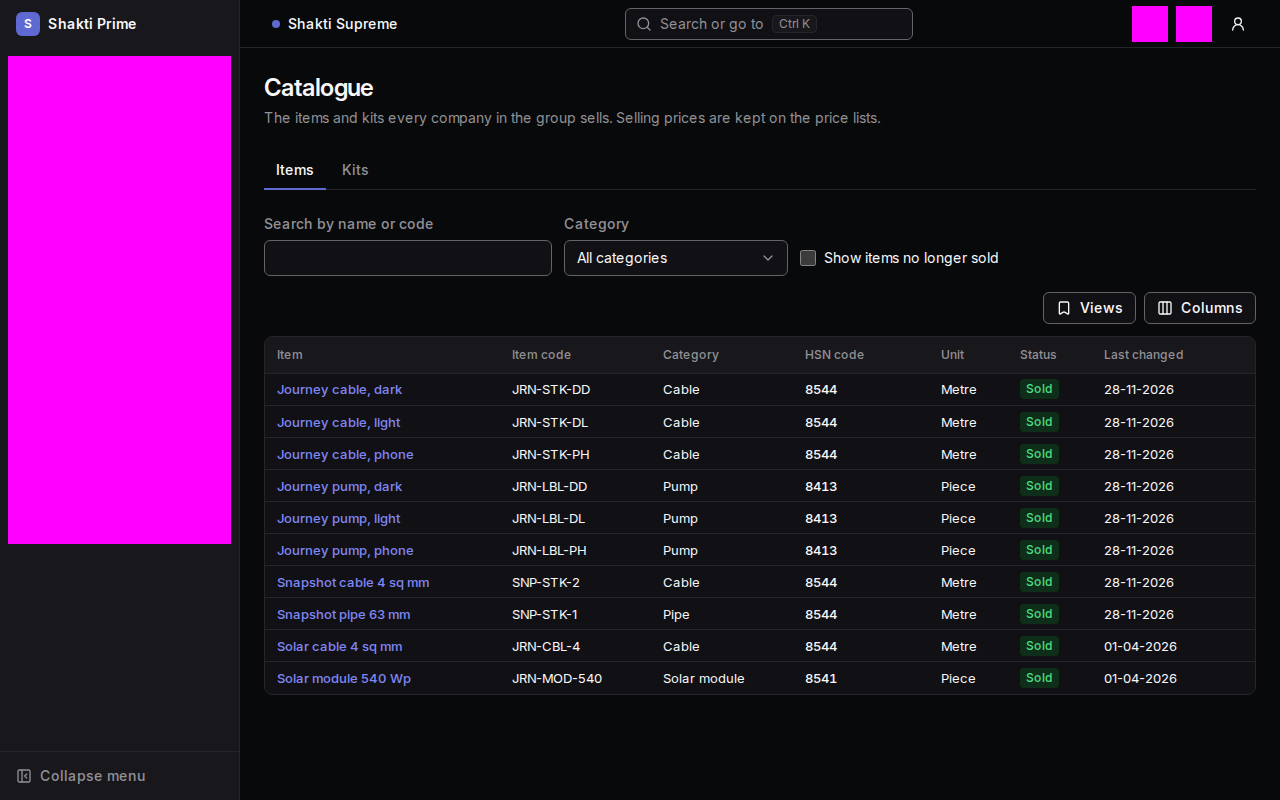 S Shakti Prime
Shakti Supreme
Search or go to Ctrl K
Catalogue
The items and kits every company in the group sells. Selling prices are kept on the price lists.
Items Kits
Search by name or code
Category
All categories
Show items no longer sold
Views Columns
Item Item code Category HSN code Unit Status Last changed
Journey cable, dark JRN-STK-DD Cable 8544 Metre Sold 28-11-2026
Journey cable, light JRN-STK-DL Cable 8544 Metre Sold 28-11-2026
Journey cable, phone JRN-STK-PH Cable 8544 Metre Sold 28-11-2026
Journey pump, dark JRN-LBL-DD Pump 8413 Piece Sold 28-11-2026
Journey pump, light JRN-LBL-DL Pump 8413 Piece Sold 28-11-2026
Journey pump, phone JRN-LBL-PH Pump 8413 Piece Sold 28-11-2026
Snapshot cable 4 sq mm SNP-STK-2 Cable 8544 Metre Sold 28-11-2026
Snapshot pipe 63 mm SNP-STK-1 Pipe 8544 Metre Sold 28-11-2026
Solar cable 4 sq mm JRN-CBL-4 Cable 8544 Metre Sold 01-04-2026
Solar module 540 Wp JRN-MOD-540 Solar module 8541 Piece Sold 01-04-2026
Collapse menu